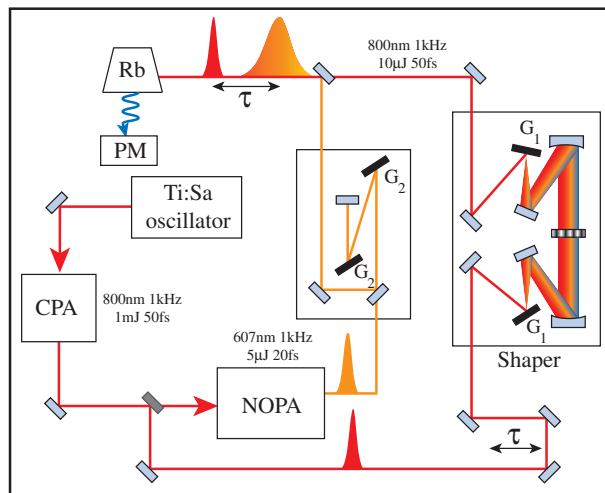 800nm 1kHz
10μJ 50fs
Rb
τ
PM
G1
G2
Ti:Sa
oscillator
G2
CPA
800nm 1kHz
1mJ 50fs
607nm 1kHz
5μJ 20fs
G1
Shaper
NOPA
τ